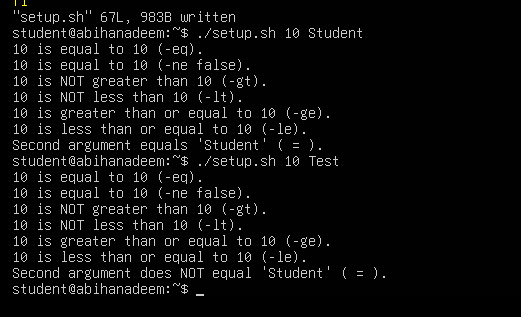 "setup.sh" 67L, 983B written
student@abihanadeem:~$ ./setup.sh 10 Student
10 is equal to 10 (-eq).
10 is equal to 10 (-ne false).
10 is NOT greater than 10 (-gt).
10 is NOT less than 10 (-lt).
10 is greater than or equal to 10 (-ge).
10 is less than or equal to 10 (-le).
Second argument equals 'Student' ( = ).
student@abihanadeem:~$ ./setup.sh 10 Test
10 is equal to 10 (-eq).
10 is equal to 10 (-ne false).
10 is NOT greater than 10 (-gt).
10 is NOT less than 10 (-lt).
10 is greater than or equal to 10 (-ge).
10 is less than or equal to 10 (-le).
Second argument does NOT equal 'Student' ( = ).
student@abihanadeem:~$ _